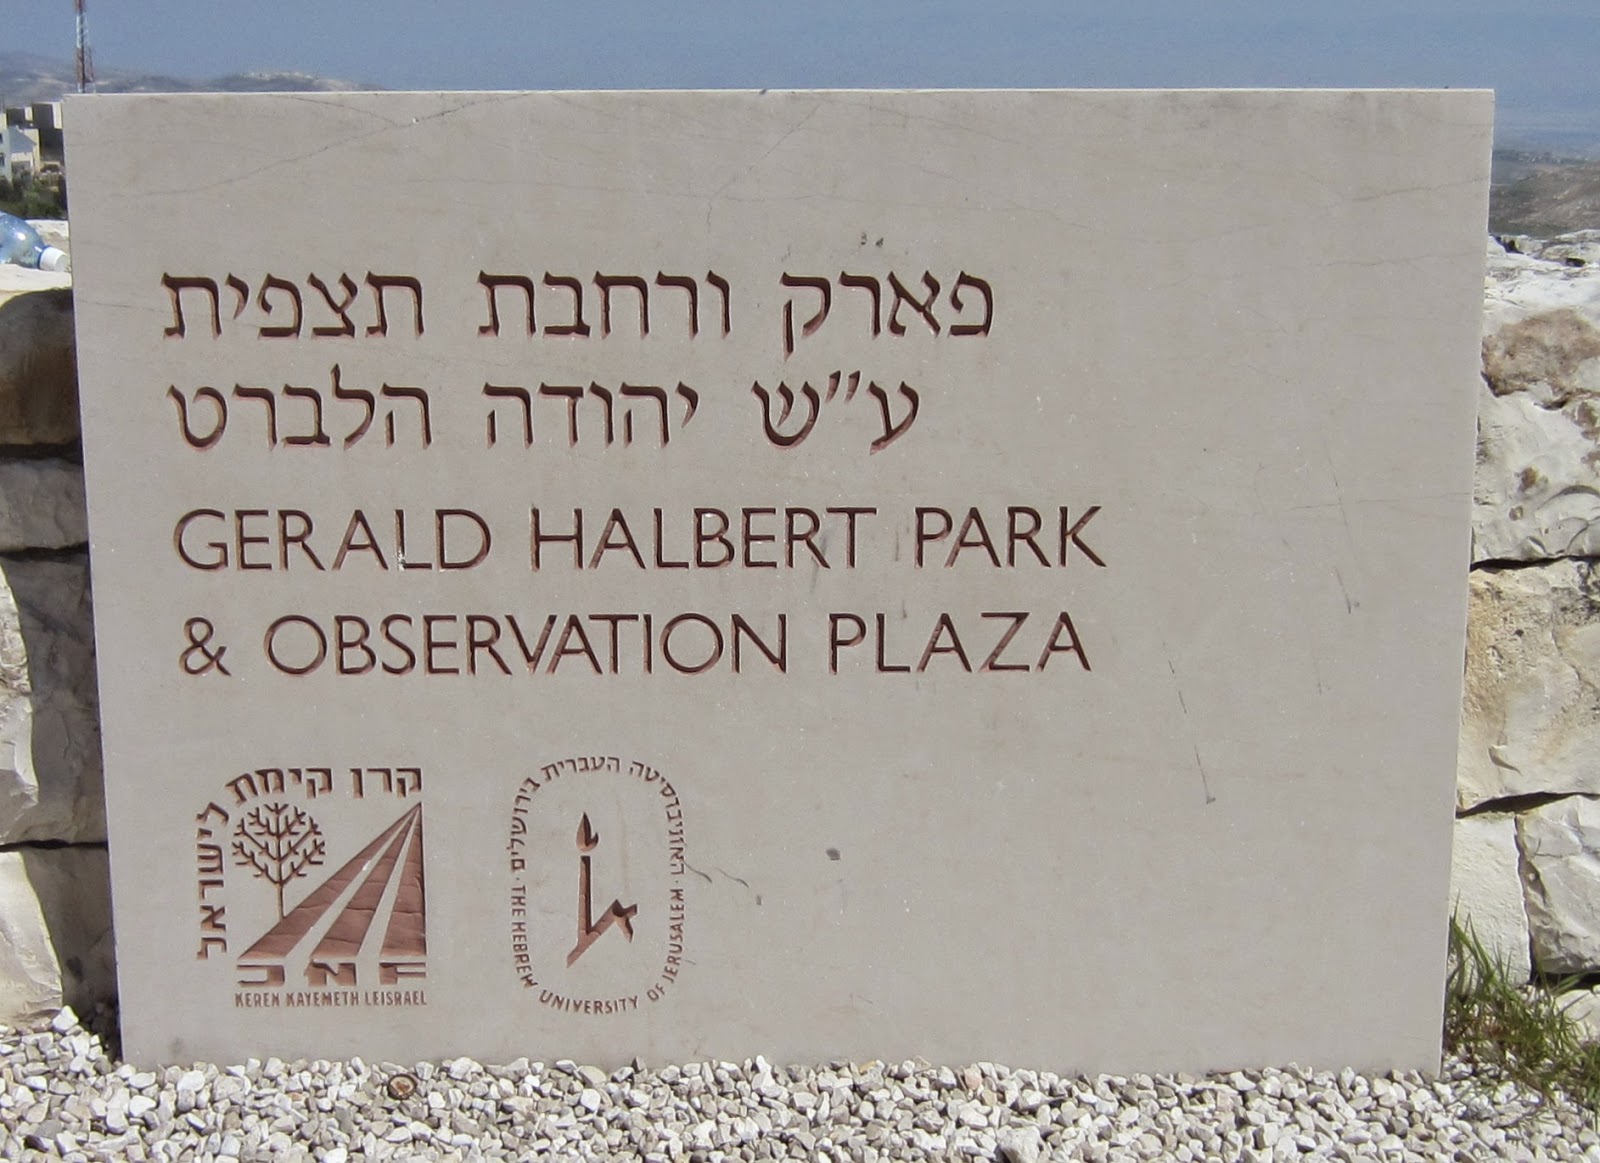 פארק ורחבת תצפית
ע"ש יהודה הלברט
GERALD HALBERT PARK
& OBSERVATION PLAZA
קרן קימת לישראל
KEREN KAYEMETH LEISRAEL
האוניברסיטה העברית בירושלים · THE HEBREW UNIVERSITY OF JERUSALEM ·